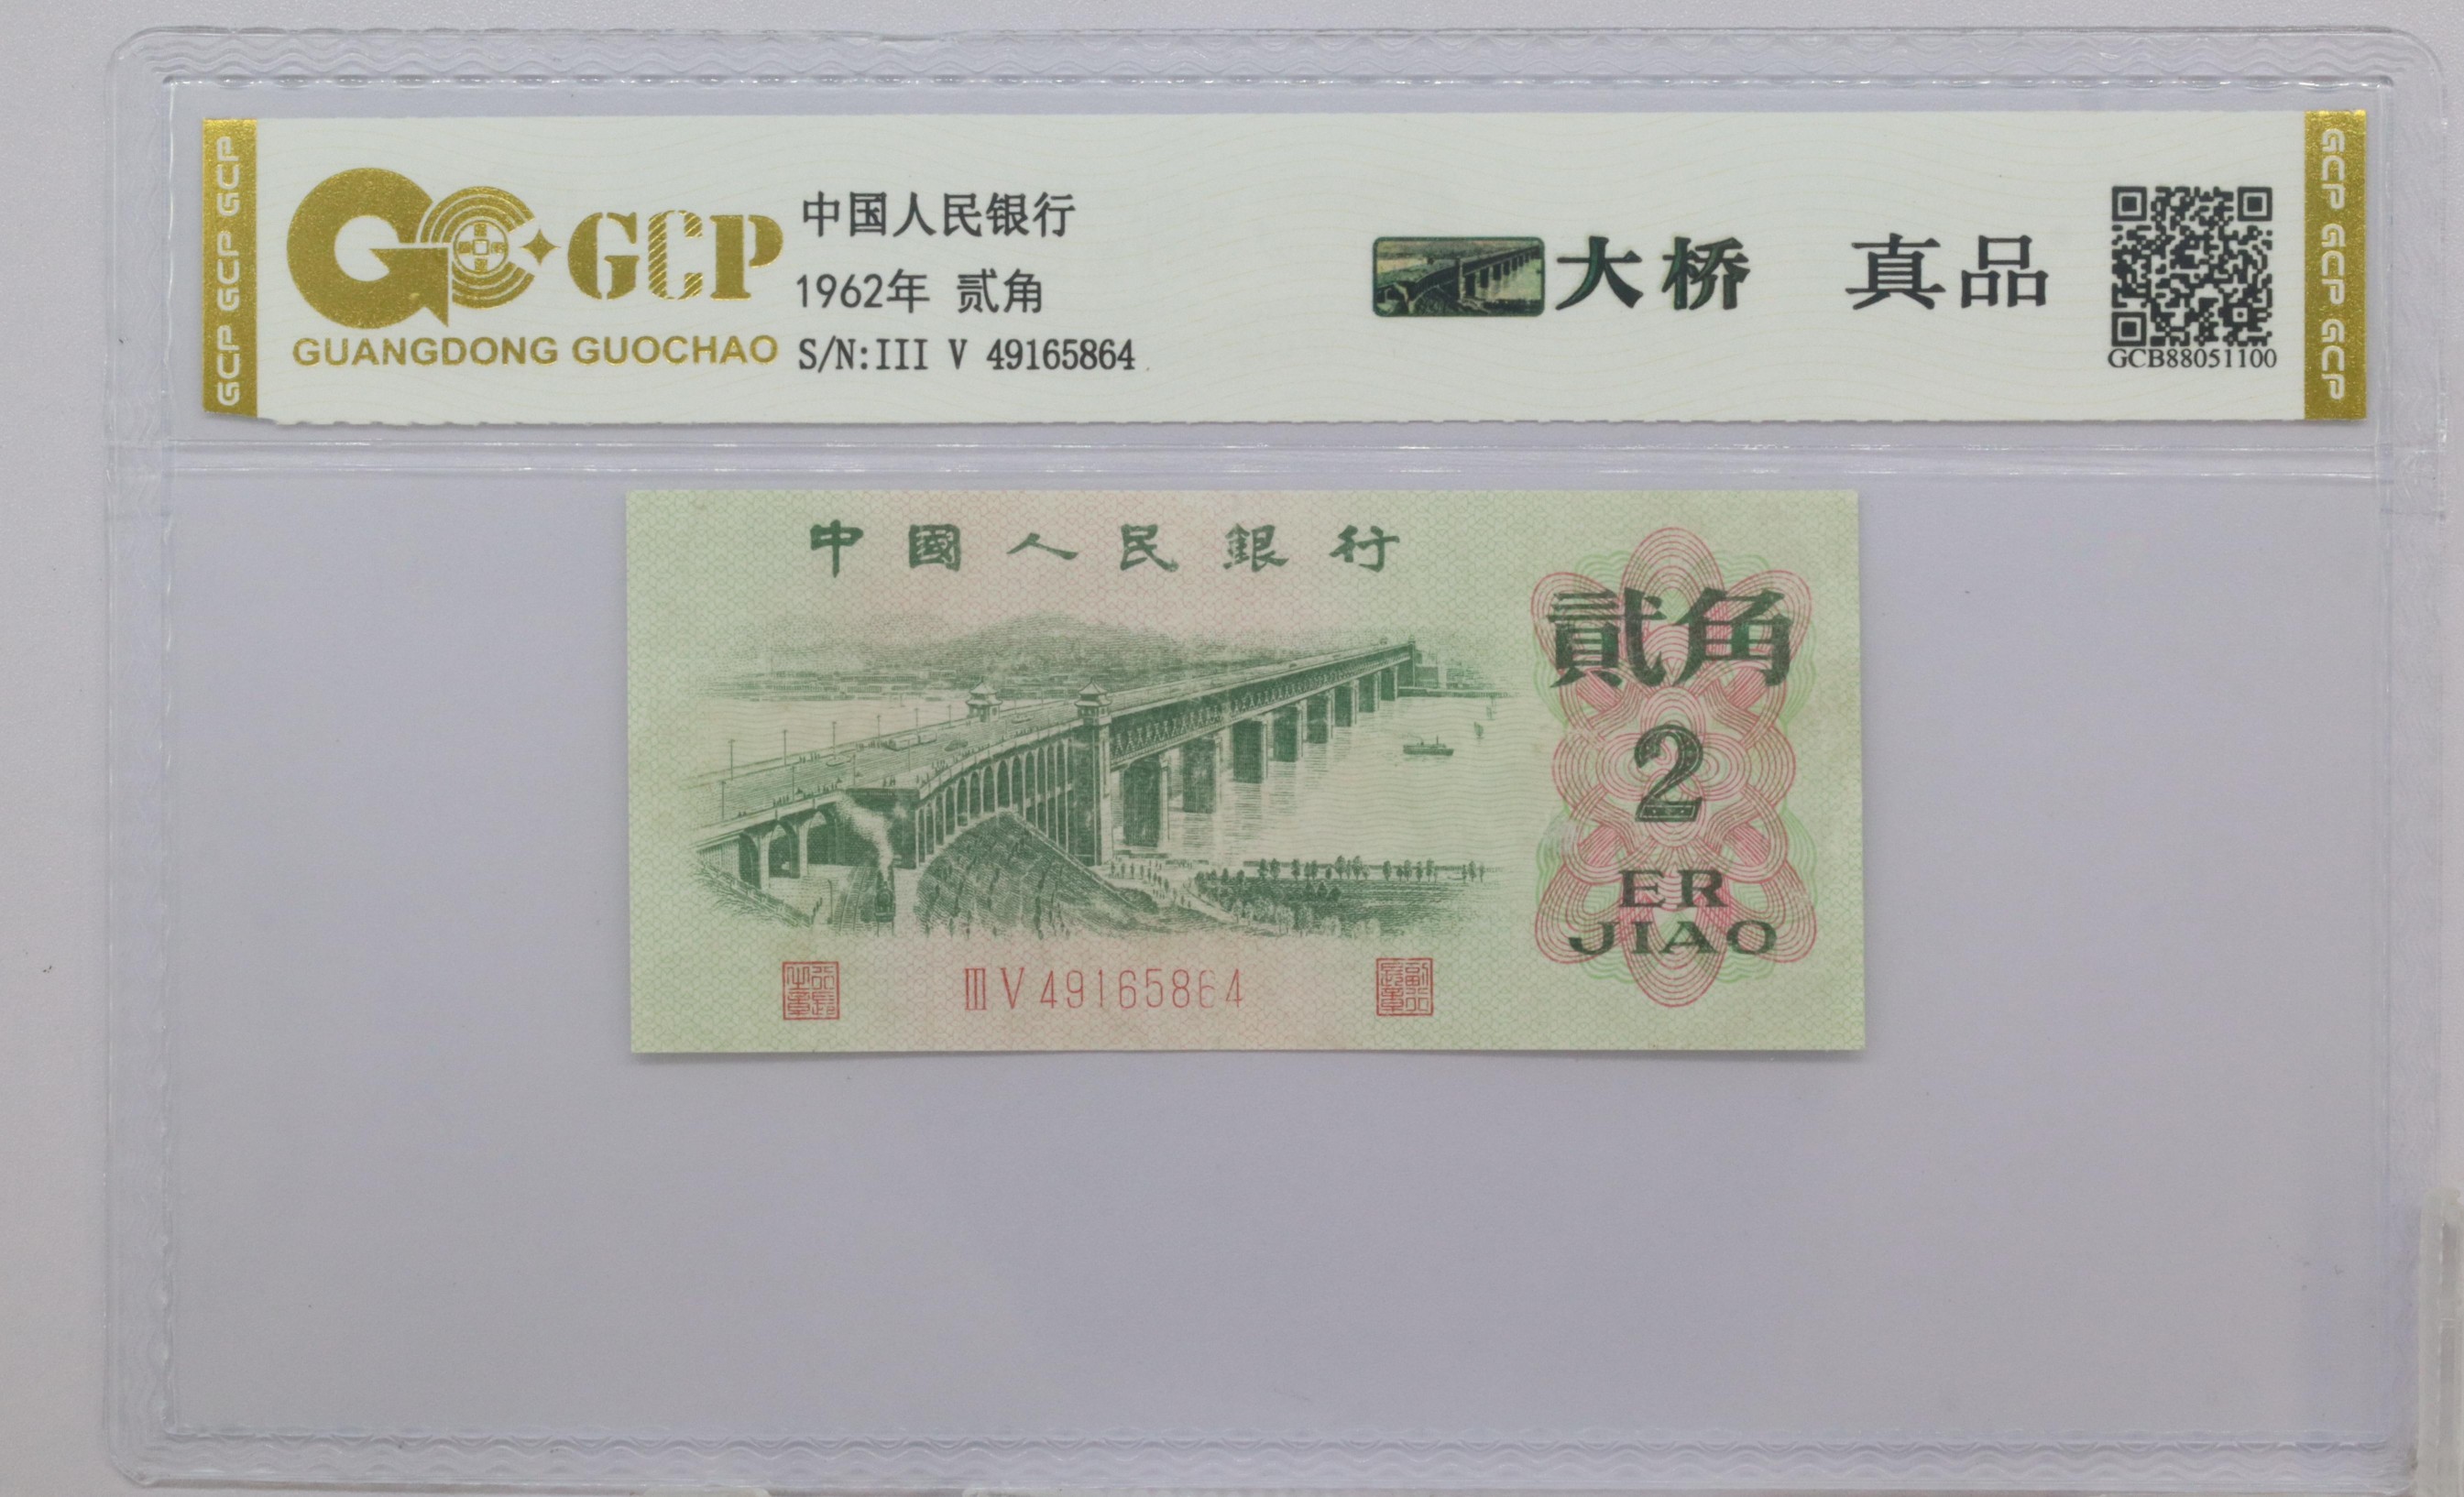 GCP GCP GCP
GCP
GUANGDONG GUOCHAO
中国人民银行
1962年 贰角
S/N:III V 49165864
大桥 真品
GCB88051100
GCP GCP GCP
中國人民銀行
貳角
2
ER
JIAO
III V 49165864